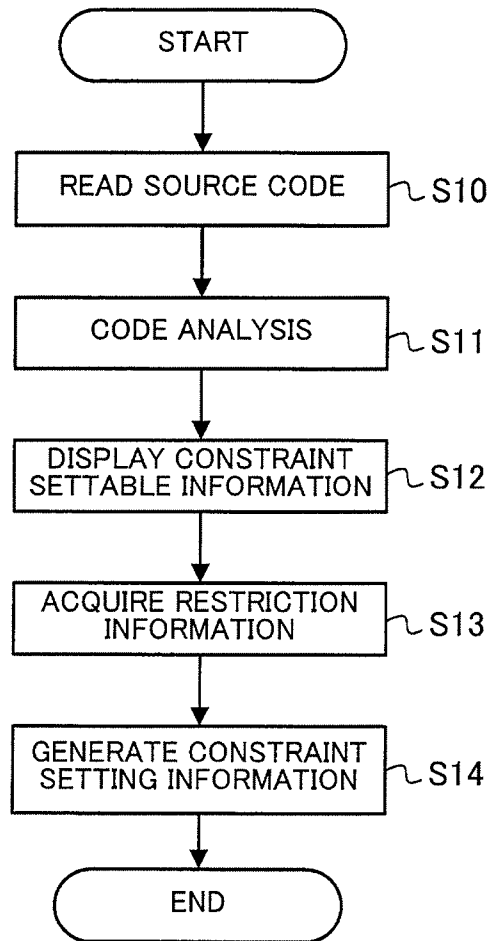 START
READ SOURCE CODE
S10
CODE ANALYSIS
S11
DISPLAY CONSTRAINT
SETTABLE INFORMATION
S12
ACQUIRE RESTRICTION
INFORMATION
S13
GENERATE CONSTRAINT
SETTING INFORMATION
S14
END